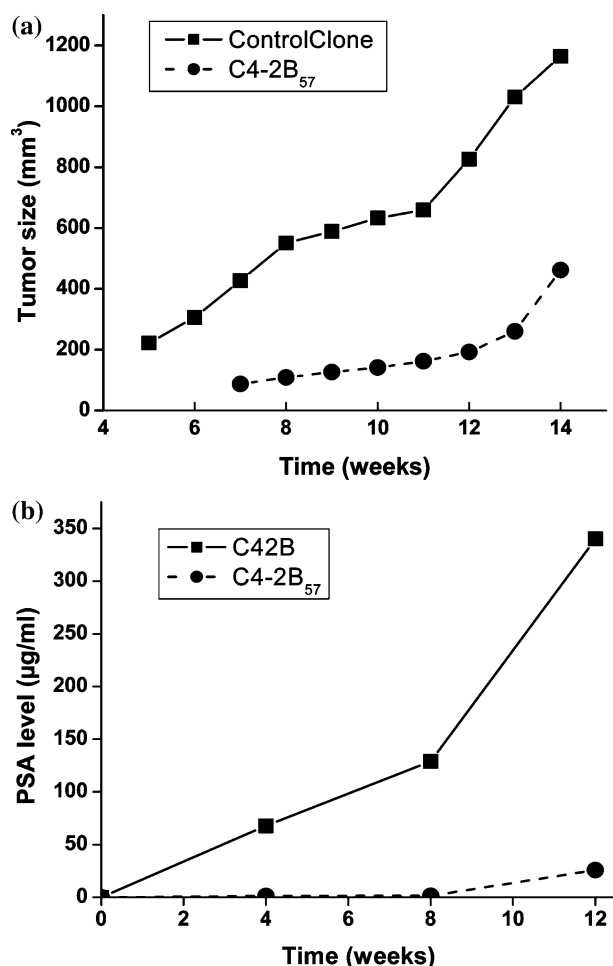 (a)
ControlClone
C4-2B57
1200
1000
800
600
400
200
0
Tumor size (mm3)
4 6 8 10 12 14
Time (weeks)
(b)
C42B
C4-2B57
350
300
250
200
150
100
50
0
PSA level (µg/ml)
0 2 4 6 8 10 12
Time (weeks)